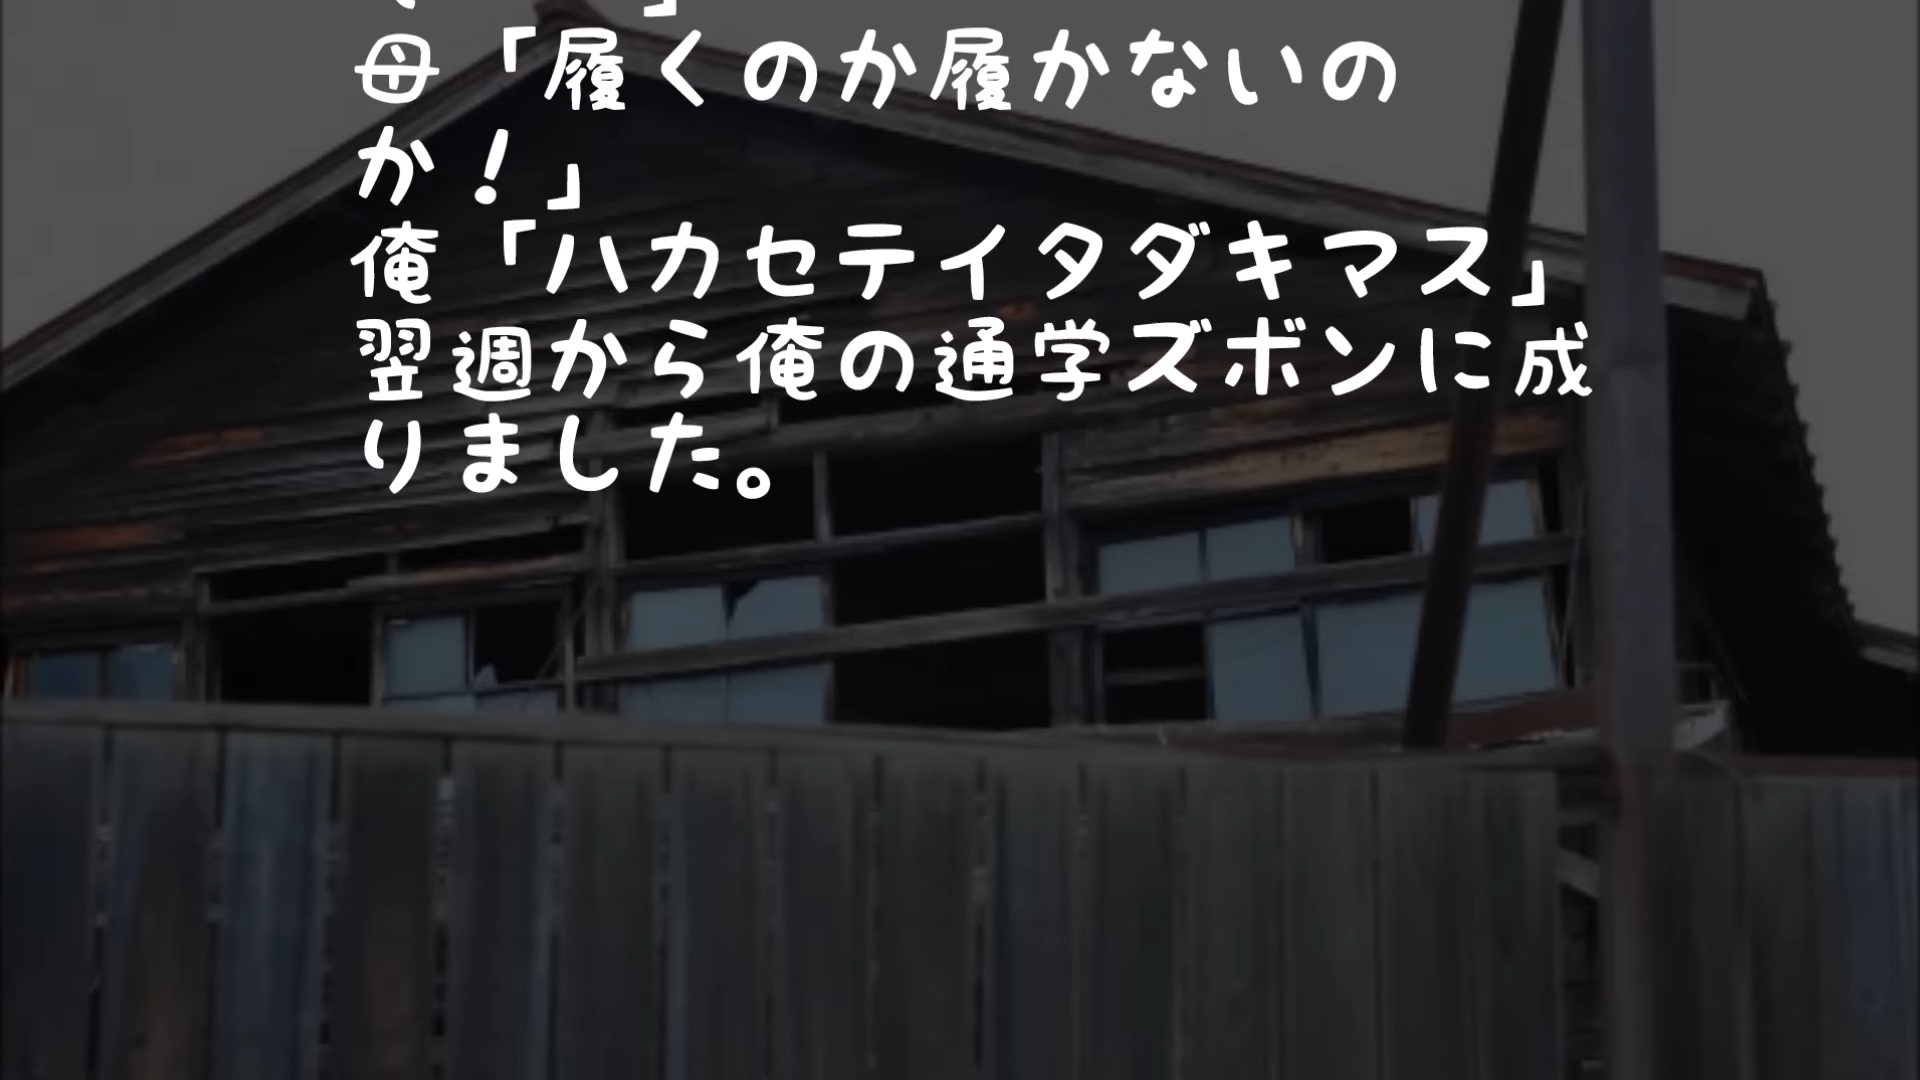 母「履くのか履かないの
か！」
俺「ハカセテイタダキマス」
翌週から俺の通学ズボンに成
りました。